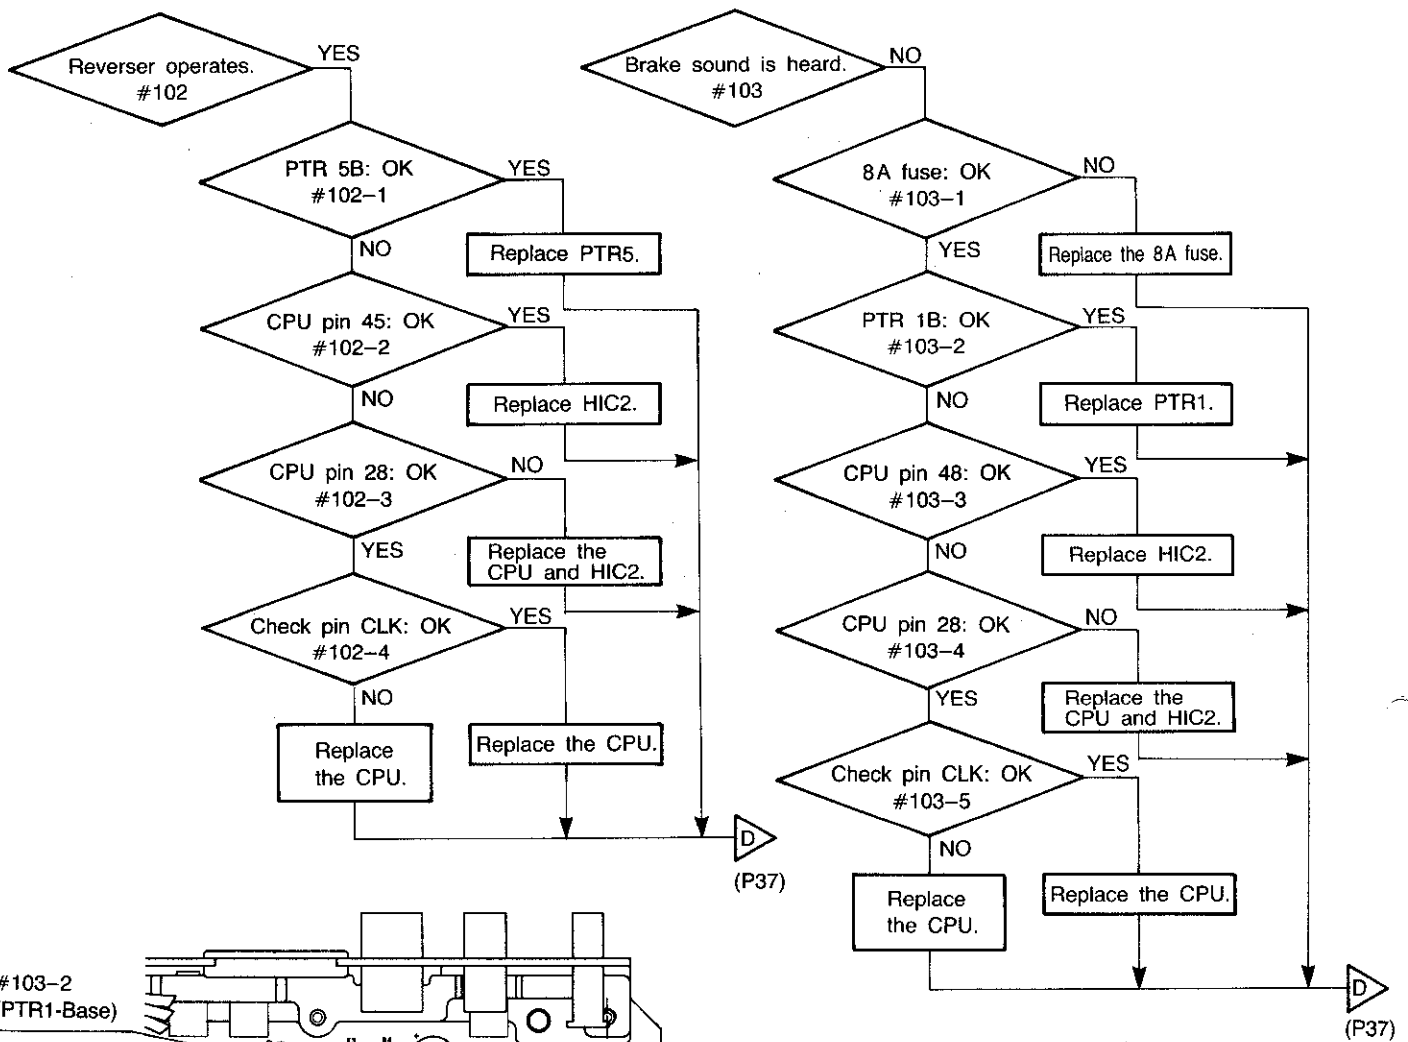 Reverser operates.
#102
YES
PTR 5B: OK
#102-1
YES
Replace PTR5.
NO
CPU pin 45: OK
#102-2
YES
Replace HIC2.
NO
CPU pin 28: OK
#102-3
NO
Replace the
CPU and HIC2.
YES
Check pin CLK: OK
#102-4
YES
Replace the CPU.
NO
Replace
the CPU.
D
(P37)
Brake sound is heard.
#103
NO
8A fuse: OK
#103-1
NO
Replace the 8A fuse.
YES
PTR 1B: OK
#103-2
YES
Replace PTR1.
NO
CPU pin 48: OK
#103-3
YES
Replace HIC2.
NO
CPU pin 28: OK
#103-4
NO
Replace the
CPU and HIC2.
YES
Check pin CLK: OK
#103-5
YES
Replace the CPU.
NO
Replace
the CPU.
D
(P37)
#103-2
PTR1-Base)